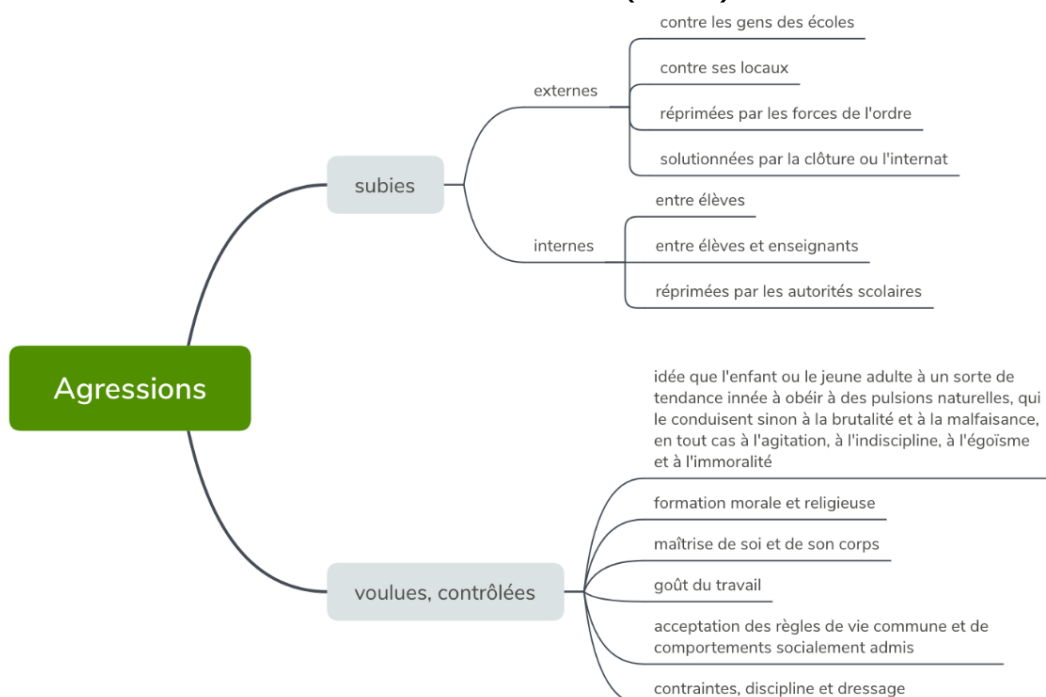 contre les gens des écoles
contre ses locaux
externes
réprimées par les forces de l'ordre
solutionnées par la clôture ou l'internat
subies
entre élèves
internes
entre élèves et enseignants
réprimées par les autorités scolaires
Agressions
idée que l'enfant ou le jeune adulte à un sorte de
tendance innée à obéir à des pulsions naturelles, qui
le conduisent sinon à la brutalité et à la malfaisance,
en tout cas à l'agitation, à l'indiscipline, à l'égoïsme
et à l'immoralité
formation morale et religieuse
maîtrise de soi et de son corps
goût du travail
voulues, contrôlées
acceptation des règles de vie commune et de
comportements socialement admis
contraintes, discipline et dressage